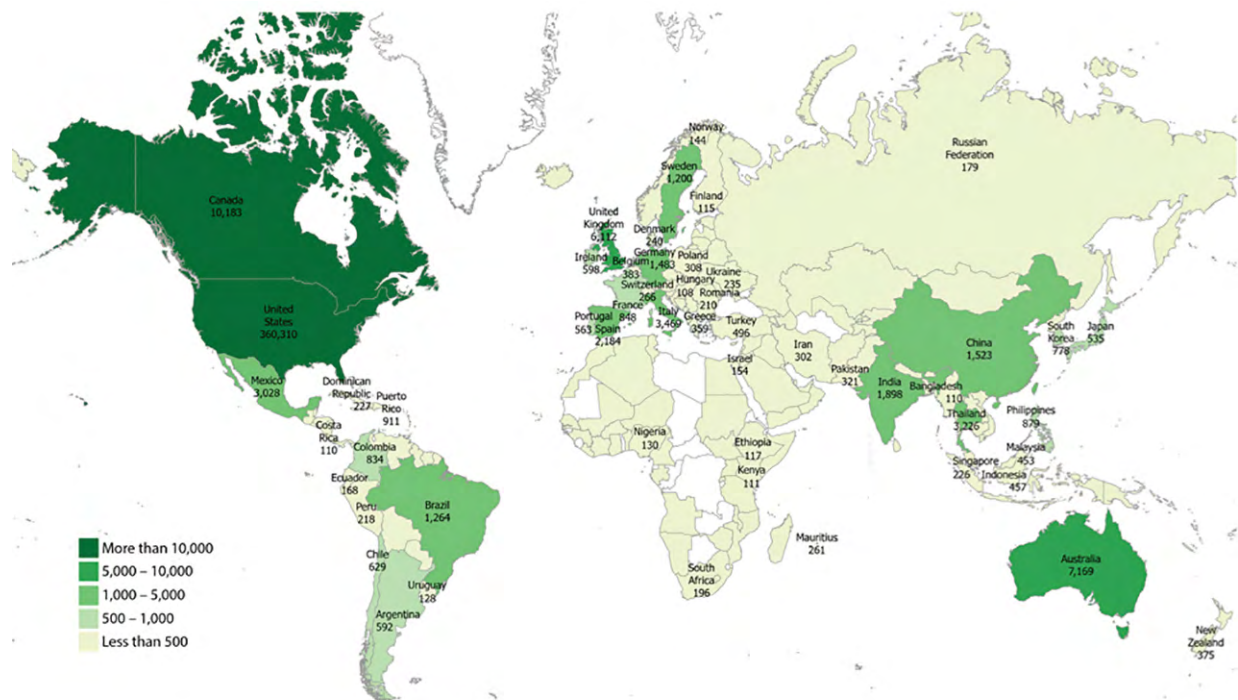 Canada
10,183
United
States
360,310
Mexico
3,028
Dominican
Republic
227
Puerto
Rico
911
Costa
Rica
110
Colombia
834
Ecuador
168
Peru
218
Brazil
1,264
Chile
629
Uruguay
128
Argentina
592
Norway
144
Sweden
1,200
Finland
115
United
Kingdom
6,112
Denmark
240
Ireland
598
Germany
1,483
Belgium
383
Poland
308
Ukraine
235
Hungary
108
Switzerland
266
Romania
210
France
848
Italy
3,469
Greece
359
Portugal
563
Spain
2,184
Turkey
496
Israel
154
Russian
Federation
179
Iran
302
Pakistan
321
India
1,898
Bangladesh
110
China
1,523
South
Korea
778
Japan
535
Thailand
3,226
Philippines
879
Malaysia
453
Singapore
226
Indonesia
457
Nigeria
130
Ethiopia
117
Kenya
111
Mauritius
261
South
Africa
196
Australia
7,169
New
Zealand
375
More than 10,000
5,000 – 10,000
1,000 – 5,000
500 – 1,000
Less than 500